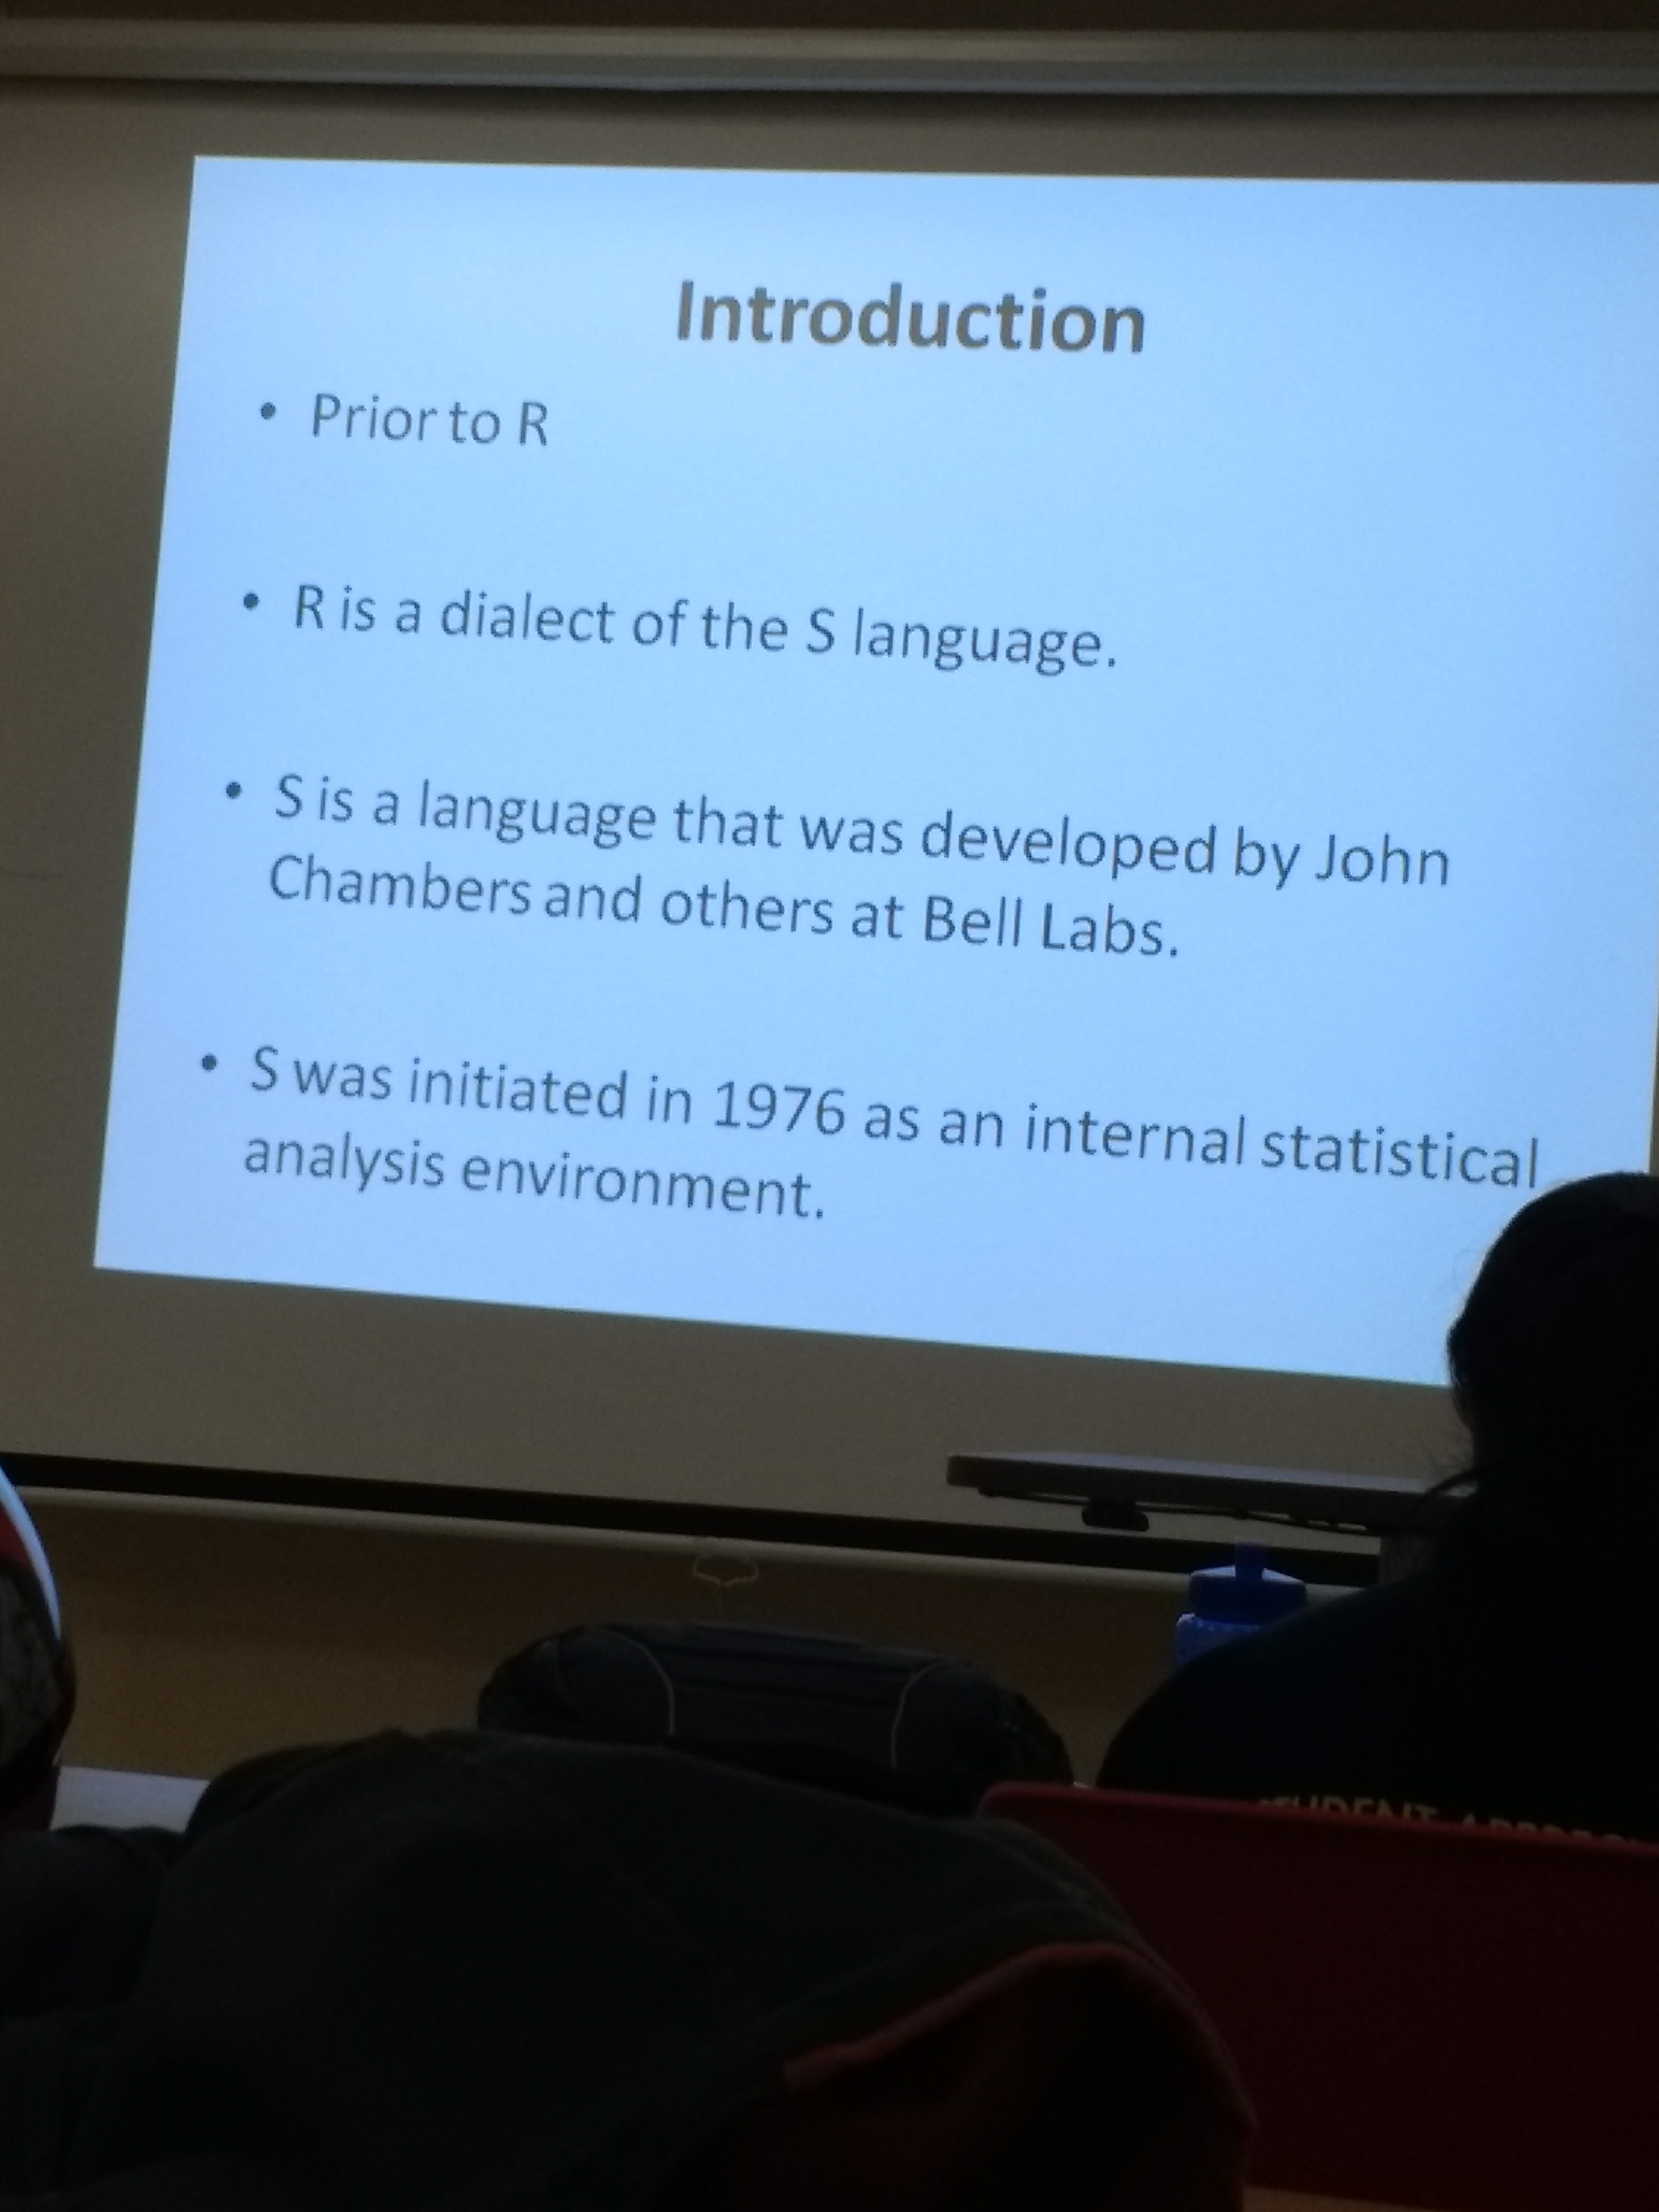 Introduction
• Prior to R
• R is a dialect of the S language.
• S is a language that was developed by John
Chambers and others at Bell Labs.
• S was initiated in 1976 as an internal statistical
analysis environment.
STUDENT